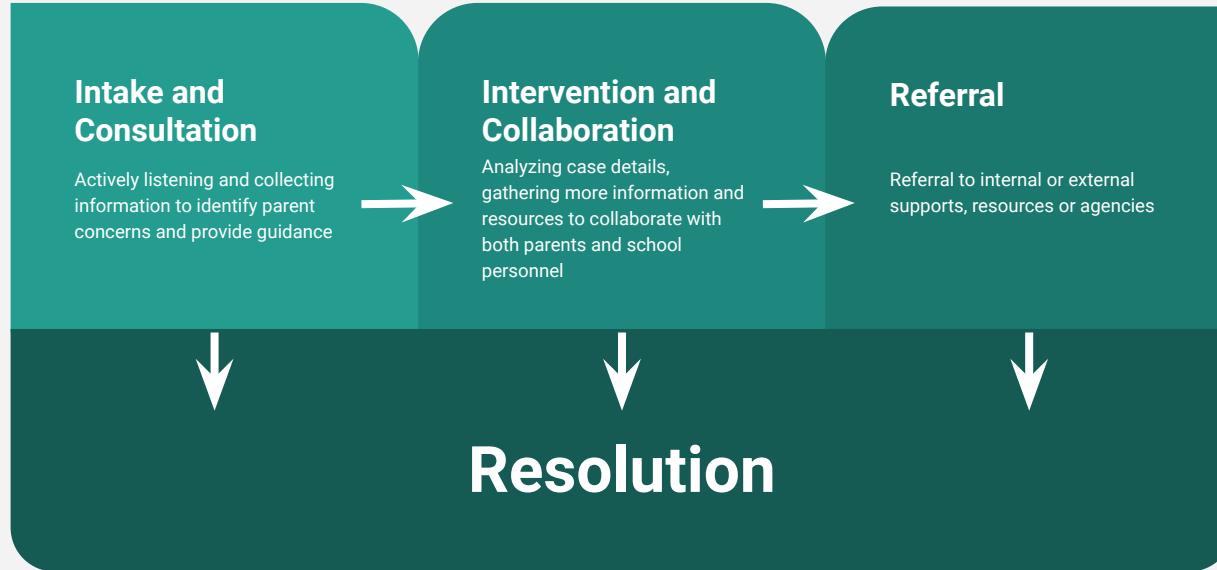 Intake and
Consultation
Actively listening and collecting
information to identify parent
concerns and provide guidance
Intervention and
Collaboration
Analyzing case details,
gathering more information and
resources to collaborate with
both parents and school
personnel
Referral
Referral to internal or external
supports, resources or agencies
Resolution